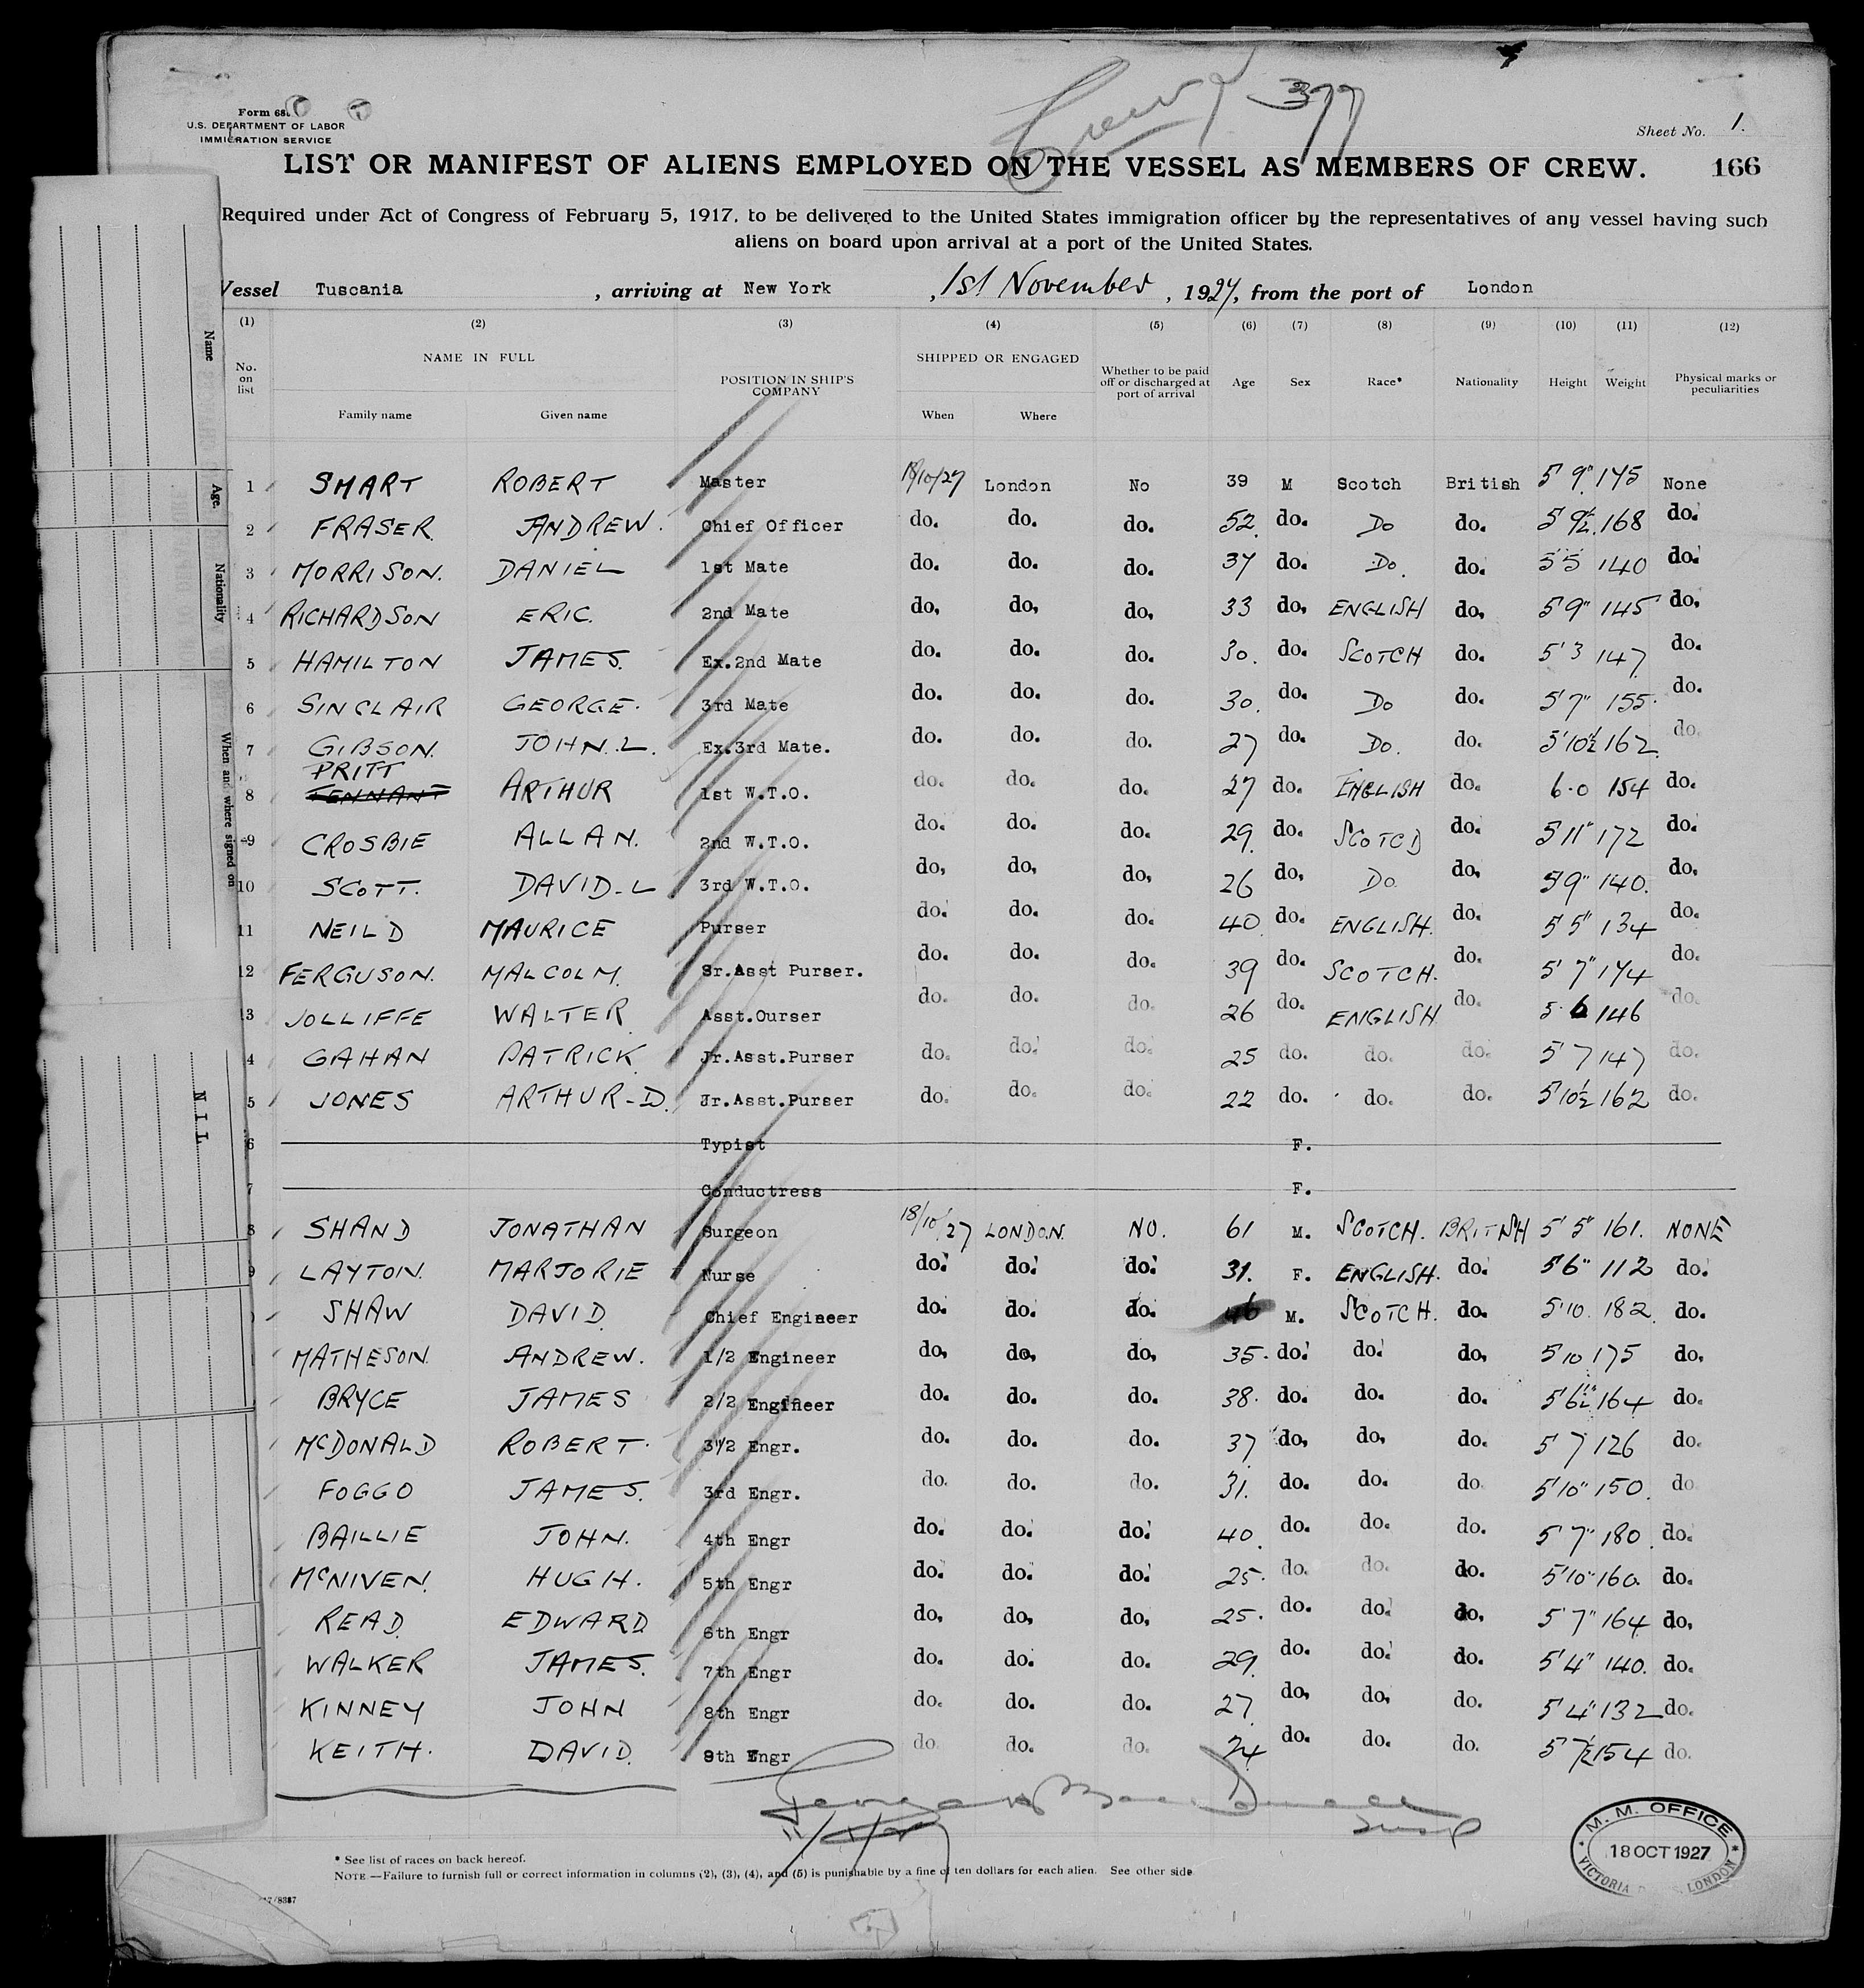 Crew 377
Form 68
U.S. DEPARTMENT OF LABOR
IMMIGRATION SERVICE
Sheet No. 1.
LIST OR MANIFEST OF ALIENS EMPLOYED ON THE VESSEL AS MEMBERS OF CREW. 166
Required under Act of Congress of February 5, 1917, to be delivered to the United States immigration officer by the representatives of any vessel having such
aliens on board upon arrival at a port of the United States.
Vessel Tuscania, arriving at New York, 1st November, 1927, from the port of London
(1) (2) (3) (4) (5) (6) (7) (8) (9) (10) (11) (12)
No. on list NAME IN FULL Family name Given name POSITION IN SHIP'S COMPANY SHIPPED OR ENGAGED When Where Whether to be paid off or discharged at port of arrival Age Sex Race* Nationality Height Weight Physical marks or peculiarities
1 SMART ROBERT Master 18/10/27 London No 39 M Scotch British 5' 9" 175 None
2 FRASER. ANDREW. Chief Officer do. do. do. 52. do. Do do. 5' 9½. 168 do.
3 MORRISON. DANIEL 1st Mate do. do. do. 37 do. Do. do. 5'5 140 do.
4 RICHARDSON ERIC. 2nd Mate do, do, do, 33 do, ENGLISH do, 5'9" 145 do,
5 HAMILTON JAMES. Ex.2nd Mate do. do. do. 30. do. SCOTCH do. 5'3 147 do.
6 SINCLAIR GEORGE. 3rd Mate do. do. do. 30. do. Do do. 5'7" 155. do.
7 GIBSON. JOHN.L. Ex.3rd Mate. do. do. do. 27 do. Do. do. 5'10½ 162 do.
PRITT
8 TENNANT ARTHUR 1st W.T.O. do. do. do. 27 do. ENGLISH do. 6.0 154 do.
9 CROSBIE ALLAN. 2nd W.T.O. do. do. do. 29. do. SCOTCD do. 5'11" 172 do.
10 SCOTT. DAVID-L 3rd W.T.O. do, do, do, 26 do, Do do, 5'9" 140. do,
11 NEILD MAURICE Purser do. do. do. 40 do. ENGLISH. do. 5'5" 134 do.
12 FERGUSON. MALCOLM. Sr.Asst Purser. do. do. do. 39 do. SCOTCH. do. 5' 7" 174 do.
3 JOLLIFFE WALTER Asst.Ourser do. do. do. 26 do. ENGLISH do. 5.6 146 do.
4 GAHAN PATRICK Jr.Asst.Purser do. do. do. 25 do. do. do. 5' 7 147 do.
5 JONES ARTHUR-D. Jr.Asst.Purser do. do. do. 22 do. do. do. 5'10½ 162 do.
6 Typist F.
7 Conductress F.
8 SHAND JONATHAN Surgeon 18/10/27 LONDON. NO. 61 M. SCOTCH. BRITISH 5' 5" 161. NONE
9 LAYTON. MARJORIE Nurse do. do. do. 31. F. ENGLISH. do. 5'6" 112 do.
SHAW DAVID. Chief Engineer do. do. do. 46 M. SCOTCH. do. 5'10. 182. do.
MATHESON. ANDREW. 1/2 Engineer do, do, do, 35. do. do. do, 5'10 175 do,
BRYCE JAMES 2/2 Engineer do. do. do. 38. do. do. do. 5'6½" 164 do.
McDONALD ROBERT. 3/2 Engr. do. do. do. 37 do, do, do. 5' 7 126 do.
FOGGO JAMES. 3rd Engr. do. do. do. 31. do. do. do. 5'10" 150. do
BAILLIE JOHN. 4th Engr do. do. do. 40. do. do. do. 5' 7" 180. do.
McNIVEN. HUGH. 5th Engr do. do. do. 25. do. do. do. 5'10" 160. do.
READ. EDWARD 6th Engr do, do, do, 25. do. do. do, 5'7" 164 do,
WALKER JAMES. 7th Engr do. do. do. 29. do. do. do. 5'4" 140. do.
KINNEY JOHN 8th Engr do. do. do. 27. do, do, do. 5'4" 132 do.
KEITH. DAVID. 9th Engr do. do. do. 24 do. do. do. 5 7½ 154 do.
* See list of races on back hereof.
NOTE —Failure to furnish full or correct information in columns (2), (3), (4), and (5) is punishable by a fine of ten dollars for each alien. See other side
M. M. OFFICE
18 OCT 1927
VICTORIA LONDON
Name
Age.
Nationality
When and where signed on
NIL